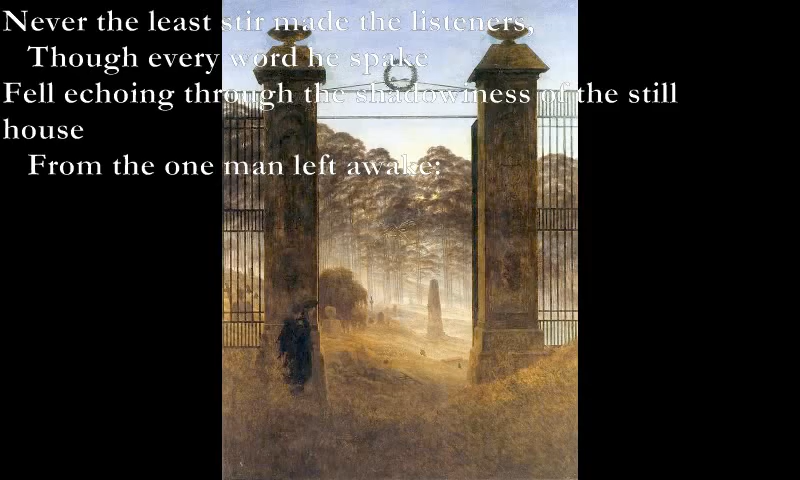 Never the least stir made the listeners,
Though every word he spake
Fell echoing through the shadowiness of the still
house
From the one man left awake: